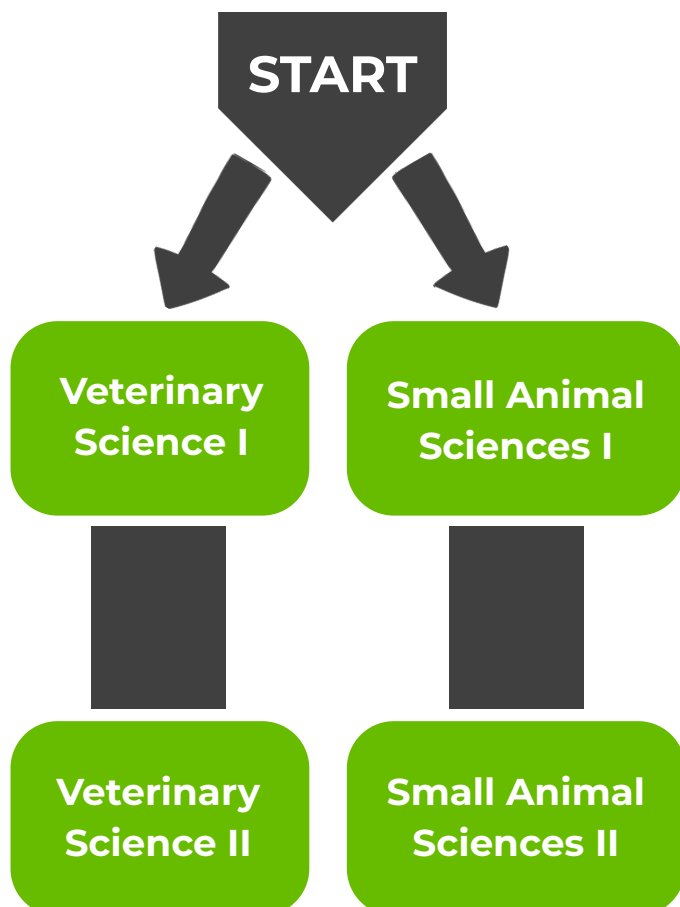 START
Veterinary
Science I
Small Animal
Sciences I
Veterinary
Science II
Small Animal
Sciences II